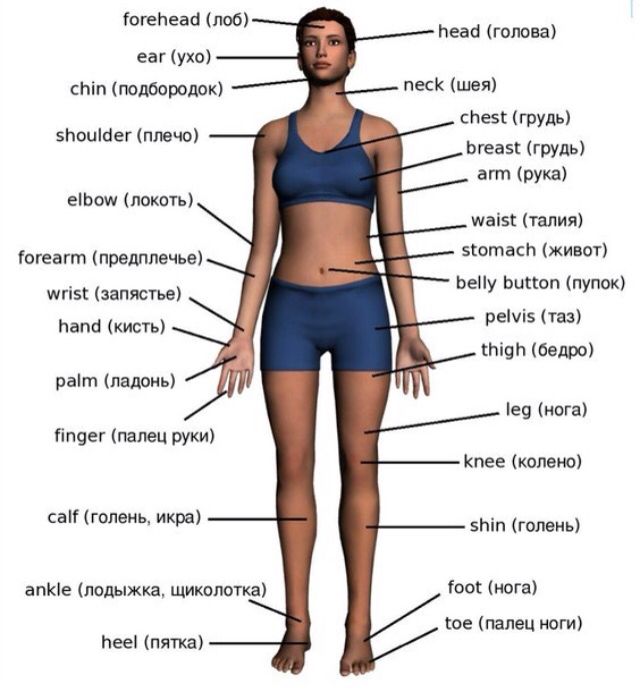 forehead (лоб)
head (голова)
ear (ухо)
chin (подбородок)
neck (шея)
chest (грудь)
shoulder (плечо)
breast (грудь)
arm (рука)
elbow (локоть)
waist (талия)
stomach (живот)
forearm (предплечье)
belly button (пупок)
wrist (запястье)
pelvis (таз)
hand (кисть)
thigh (бедро)
palm (ладонь)
leg (нога)
finger (палец руки)
knee (колено)
calf (голень, икра)
shin (голень)
ankle (лодыжка, щиколотка)
foot (нога)
toe (палец ноги)
heel (пятка)